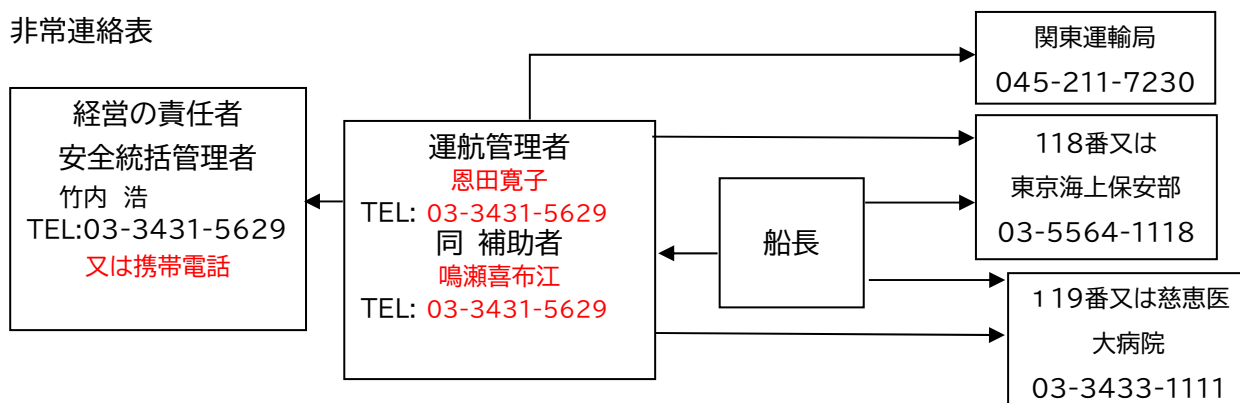 非常連絡表
経営の責任者
安全統括管理者
竹内 浩
TEL:03-3431-5629
又は携帯電話
運航管理者
恩田寛子
TEL: 03-3431-5629
同 補助者
鳴瀬喜布江
TEL: 03-3431-5629
船長
関東運輸局
045-211-7230
118番又は
東京海上保安部
03-5564-1118
119番又は慈恵医
大病院
03-3433-1111